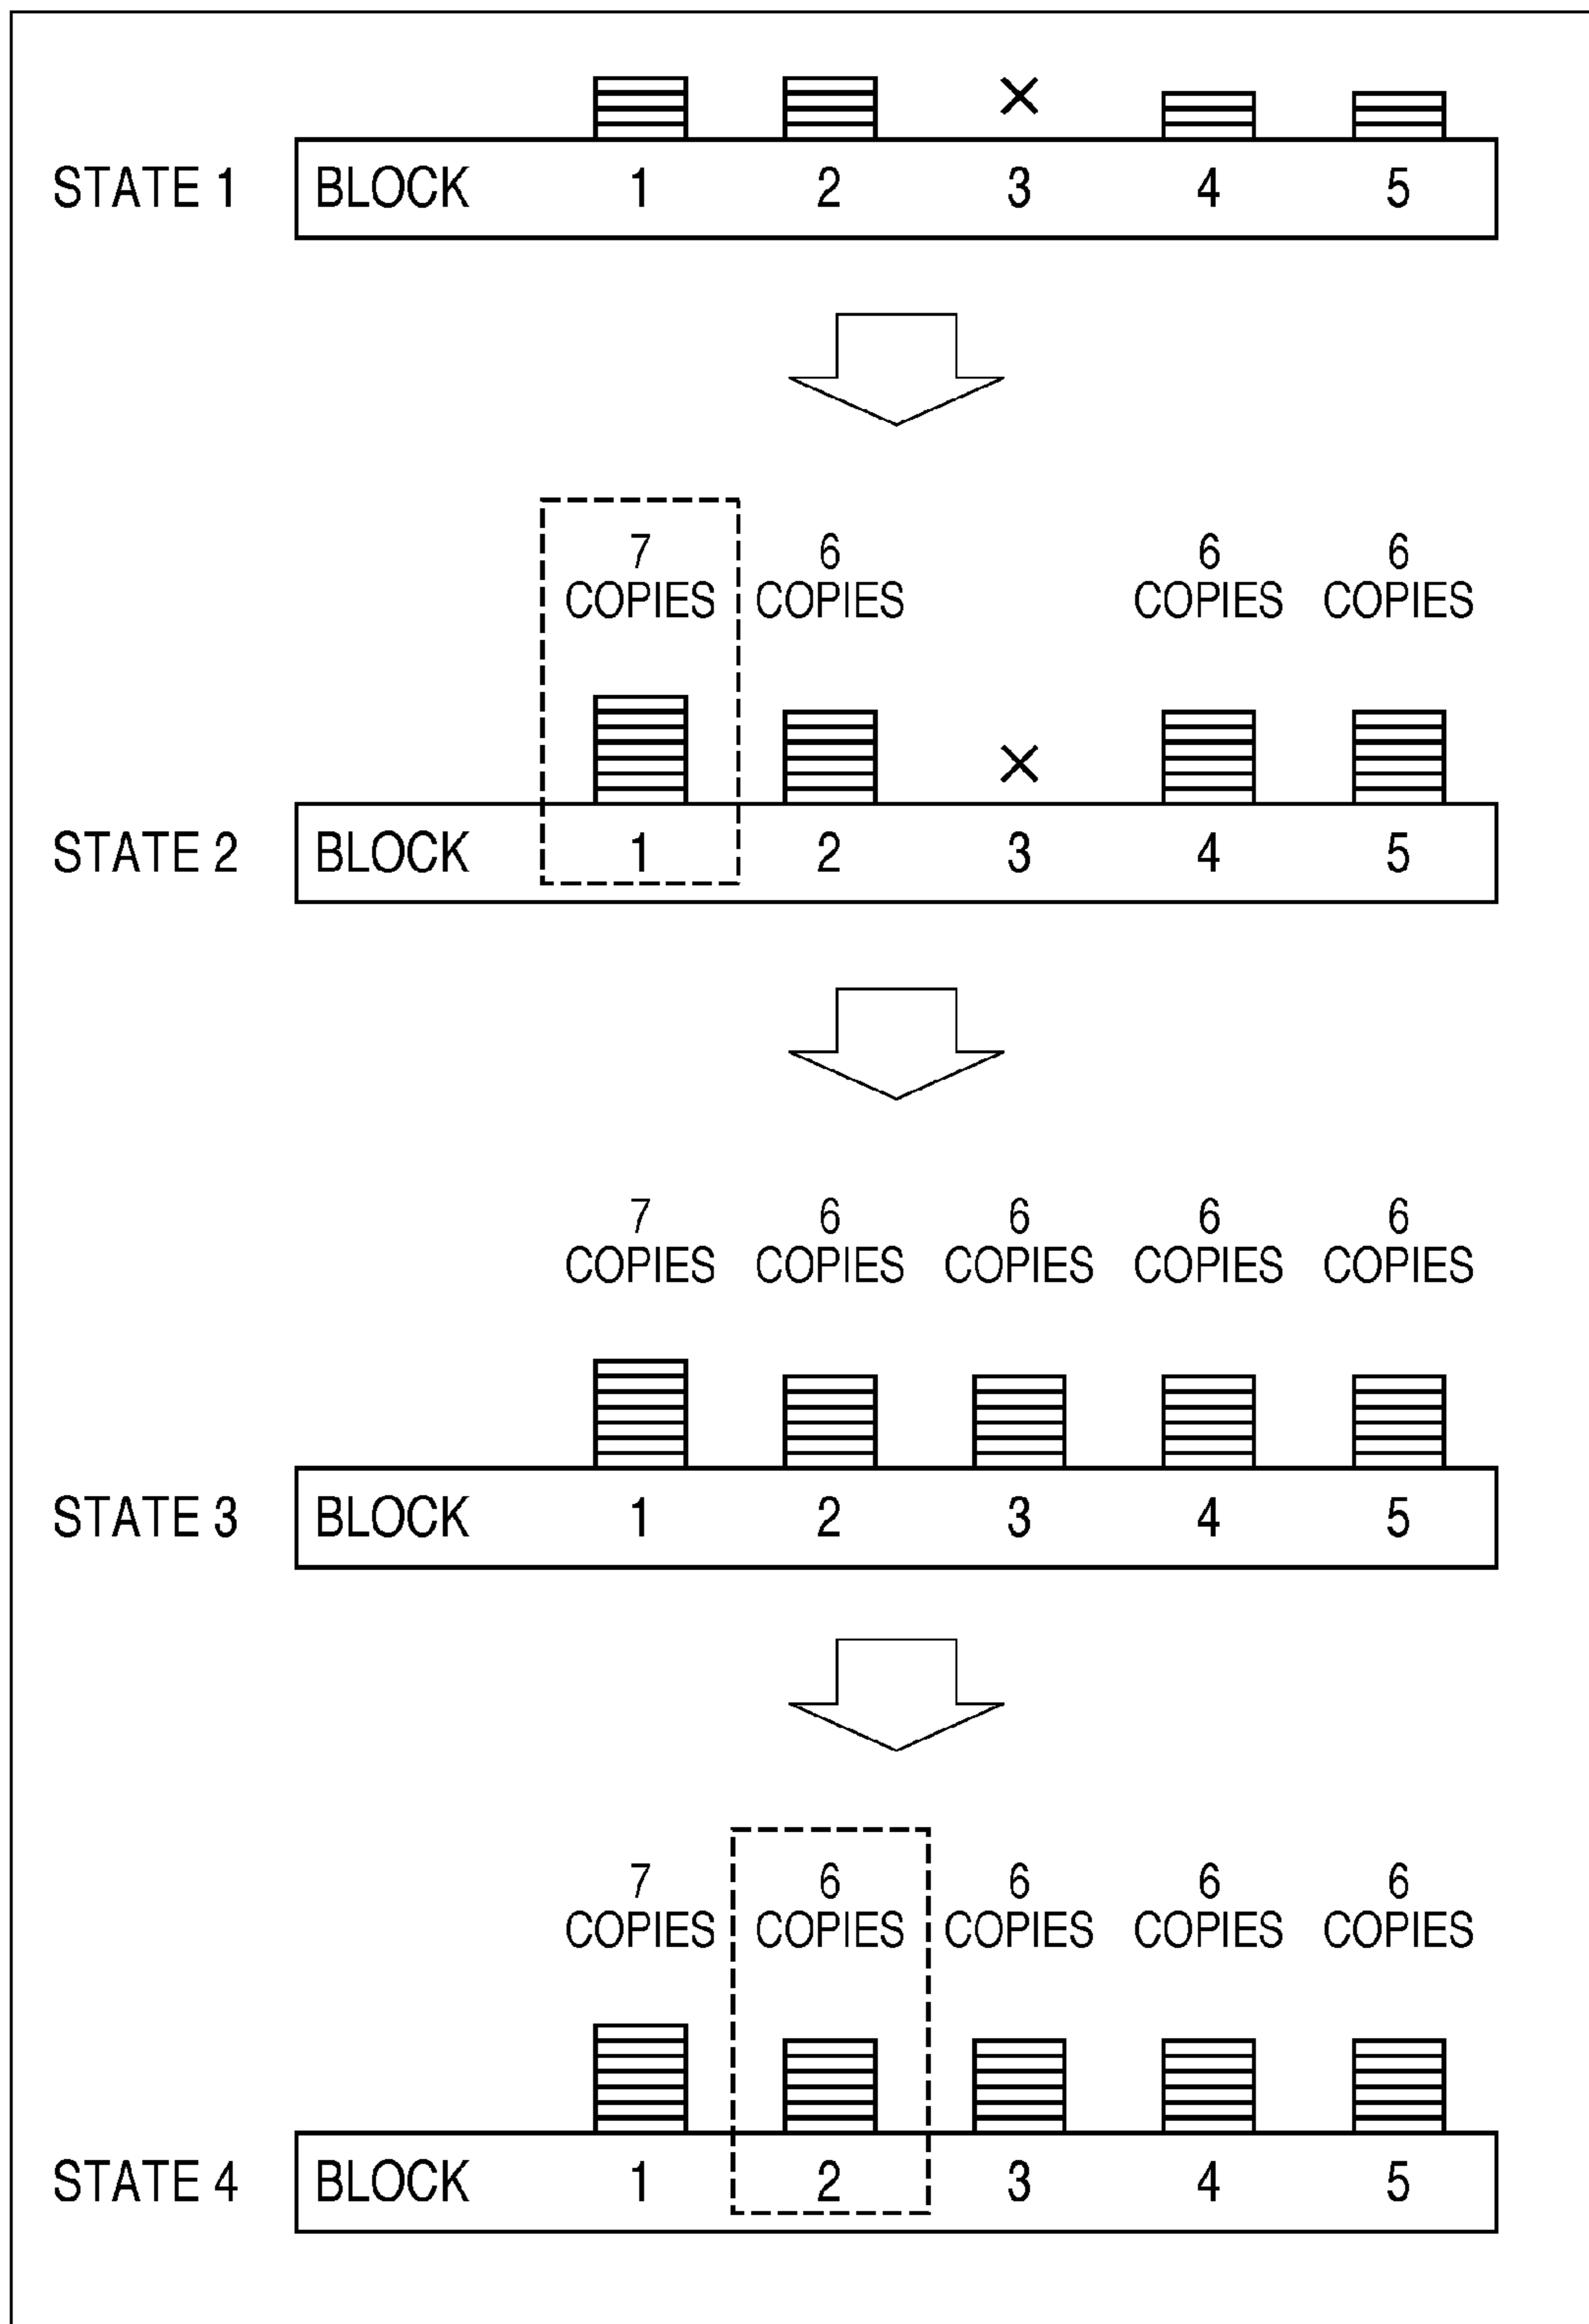 STATE 1 BLOCK 1 2 3 4 5
7 6 6 6
COPIES COPIES COPIES COPIES
STATE 2 BLOCK 1 2 3 4 5
7 6 6 6 6
COPIES COPIES COPIES COPIES COPIES
STATE 3 BLOCK 1 2 3 4 5
7 6 6 6 6
COPIES COPIES COPIES COPIES COPIES
STATE 4 BLOCK 1 2 3 4 5